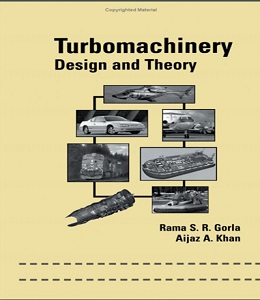 Copyrighted Material
Turbomachinery
Design and Theory
Rama S. R. Gorla
Aijaz A. Khan